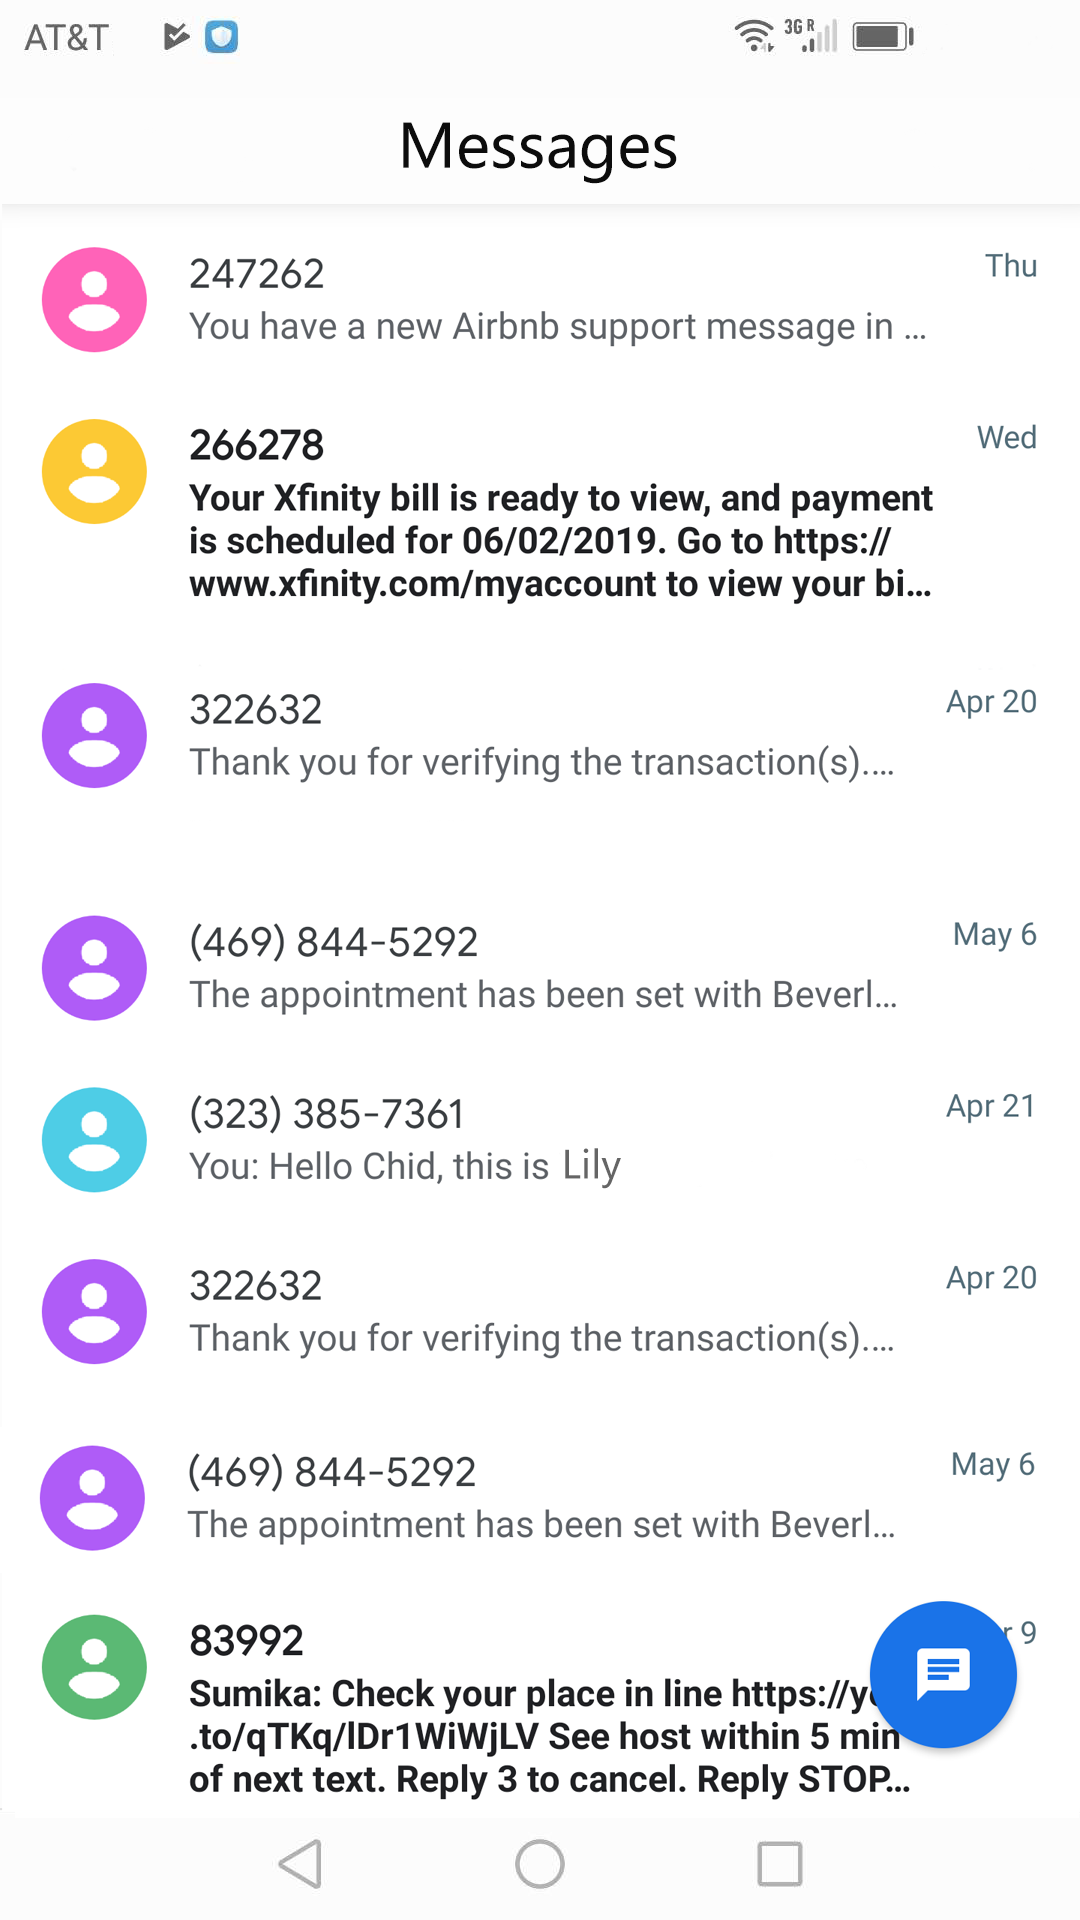 AT&T
3G R
Messages
247262
Thu
You have a new Airbnb support message in ...
266278
Wed
Your Xfinity bill is ready to view, and payment
is scheduled for 06/02/2019. Go to https://
www.xfinity.com/myaccount to view your bi...
322632
Apr 20
Thank you for verifying the transaction(s)....
(469) 844-5292
May 6
The appointment has been set with Beverl...
(323) 385-7361
Apr 21
You: Hello Chid, this is Lily
322632
Apr 20
Thank you for verifying the transaction(s)....
(469) 844-5292
May 6
The appointment has been set with Beverl...
83992
9
Sumika: Check your place in line https://y
.to/qTKq/lDr1WiWjLV See host within 5 min
of next text. Reply 3 to cancel. Reply STOP...